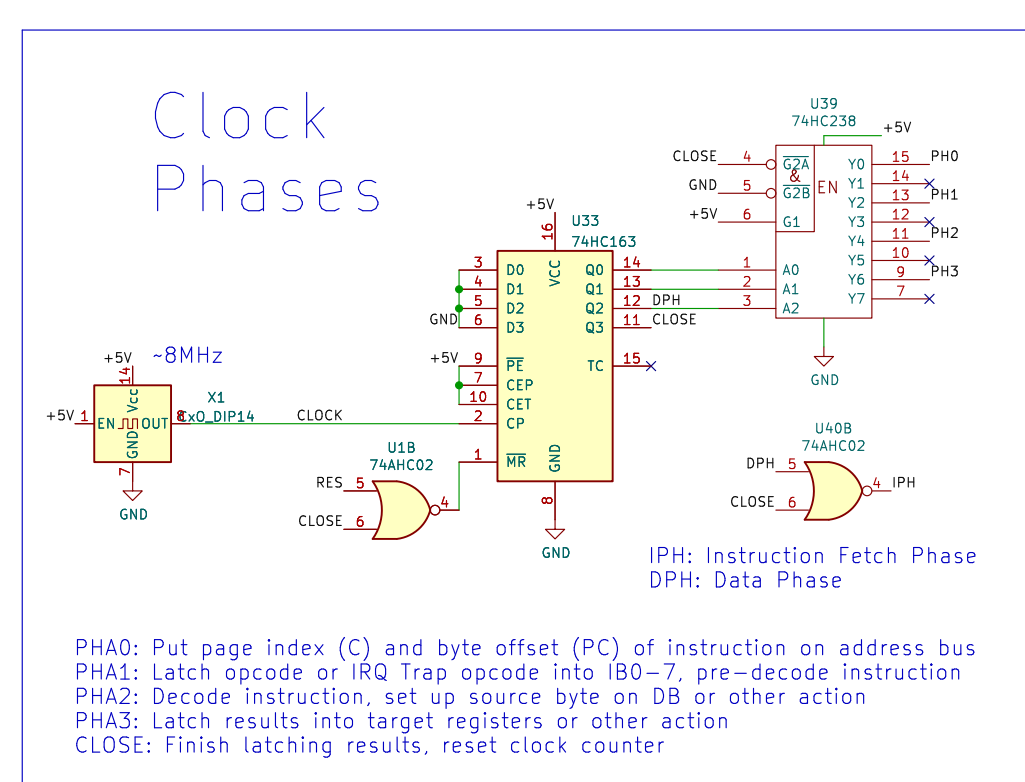 Clock
Phases
U39
74HC238
+5V
CLOSE 4 G2A Y0 15 PH0
& EN
Y1 14
GND 5 G2B Y2 13 PH1
+5V 6 G1 Y3 12
Y4 11 PH2
Y5 10
1 A0 Y6 9 PH3
2 A1 Y7 7
3 A2
GND
+5V
U33
74HC163
16 VCC
3 D0 Q0 14
4 D1 Q1 13
5 D2 Q2 12 DPH
GND 6 D3 Q3 11 CLOSE
+5V 9 PE TC 15
7 CEP
10 CET
2 CP
1 MR
GND
8
GND
~8MHz
+5V
14 Vcc
X1
CxO_DIP14
+5V 1 EN OUT 8
CLOCK
GND
7
GND
U1B
74AHC02
RES 5
4
CLOSE 6
U40B
74AHC02
DPH 5
4 IPH
CLOSE 6
IPH: Instruction Fetch Phase
DPH: Data Phase
PHA0: Put page index (C) and byte offset (PC) of instruction on address bus
PHA1: Latch opcode or IRQ Trap opcode into IB0-7, pre-decode instruction
PHA2: Decode instruction, set up source byte on DB or other action
PHA3: Latch results into target registers or other action
CLOSE: Finish latching results, reset clock counter